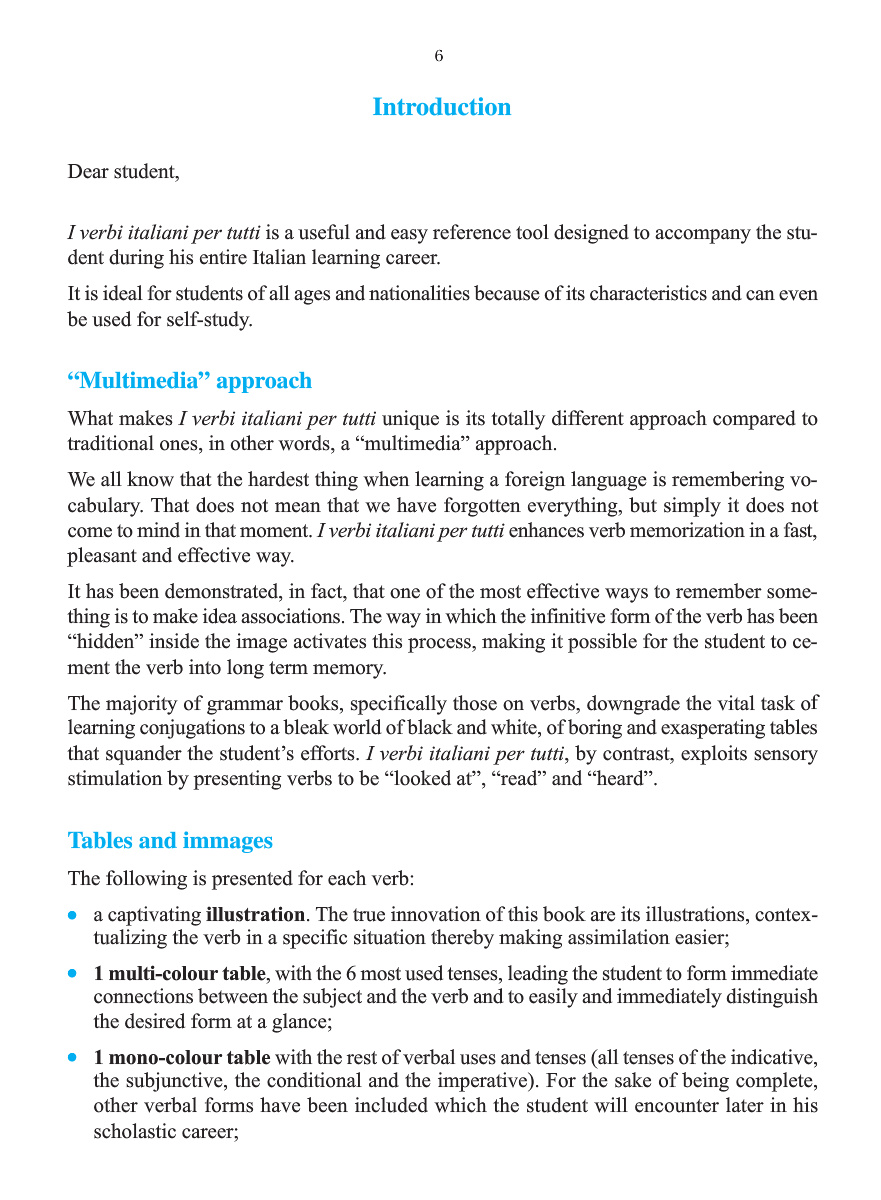 6
Introduction
Dear student,
I verbi italiani per tutti is a useful and easy reference tool designed to accompany the stu-
dent during his entire Italian learning career.
It is ideal for students of all ages and nationalities because of its characteristics and can even
be used for self-study.
“Multimedia” approach
What makes I verbi italiani per tutti unique is its totally different approach compared to
traditional ones, in other words, a “multimedia” approach.
We all know that the hardest thing when learning a foreign language is remembering vo-
cabulary. That does not mean that we have forgotten everything, but simply it does not
come to mind in that moment. I verbi italiani per tutti enhances verb memorization in a fast,
pleasant and effective way.
It has been demonstrated, in fact, that one of the most effective ways to remember some-
thing is to make idea associations. The way in which the infinitive form of the verb has been
“hidden” inside the image activates this process, making it possible for the student to ce-
ment the verb into long term memory.
The majority of grammar books, specifically those on verbs, downgrade the vital task of
learning conjugations to a bleak world of black and white, of boring and exasperating tables
that squander the student’s efforts. I verbi italiani per tutti, by contrast, exploits sensory
stimulation by presenting verbs to be “looked at”, “read” and “heard”.
Tables and immages
The following is presented for each verb:
• a captivating illustration. The true innovation of this book are its illustrations, contex-
tualizing the verb in a specific situation thereby making assimilation easier;
• 1 multi-colour table, with the 6 most used tenses, leading the student to form immediate
connections between the subject and the verb and to easily and immediately distinguish
the desired form at a glance;
• 1 mono-colour table with the rest of verbal uses and tenses (all tenses of the indicative,
the subjunctive, the conditional and the imperative). For the sake of being complete,
other verbal forms have been included which the student will encounter later in his
scholastic career;